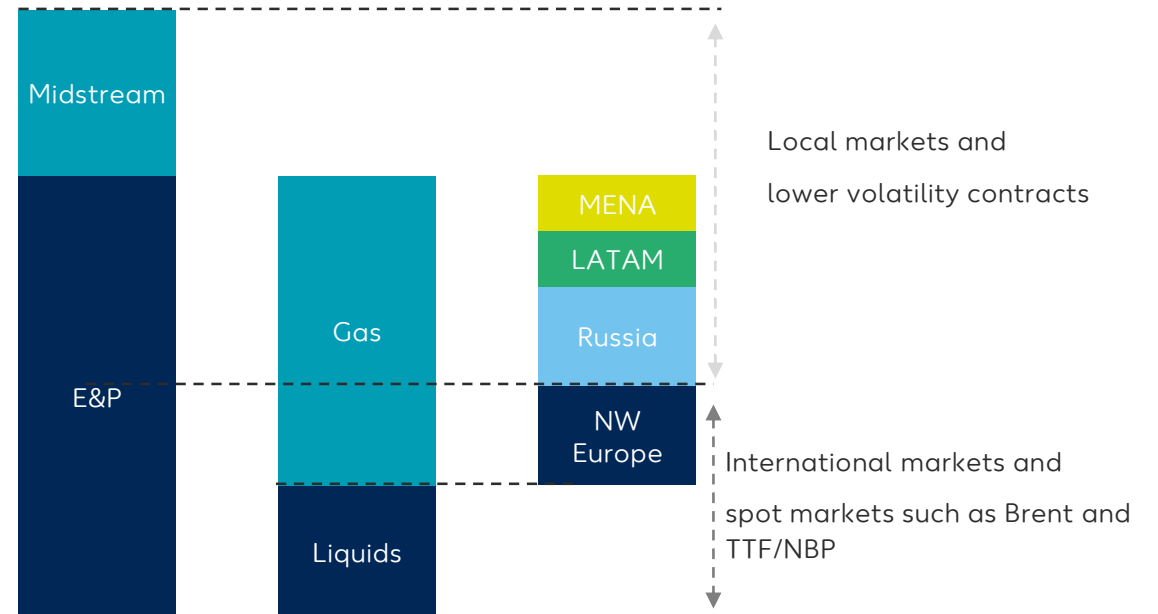 Midstream
E&P
Gas
Liquids
MENA
LATAM
Russia
NW
Europe
Local markets and
lower volatility contracts
International markets and
spot markets such as Brent and
TTF/NBP